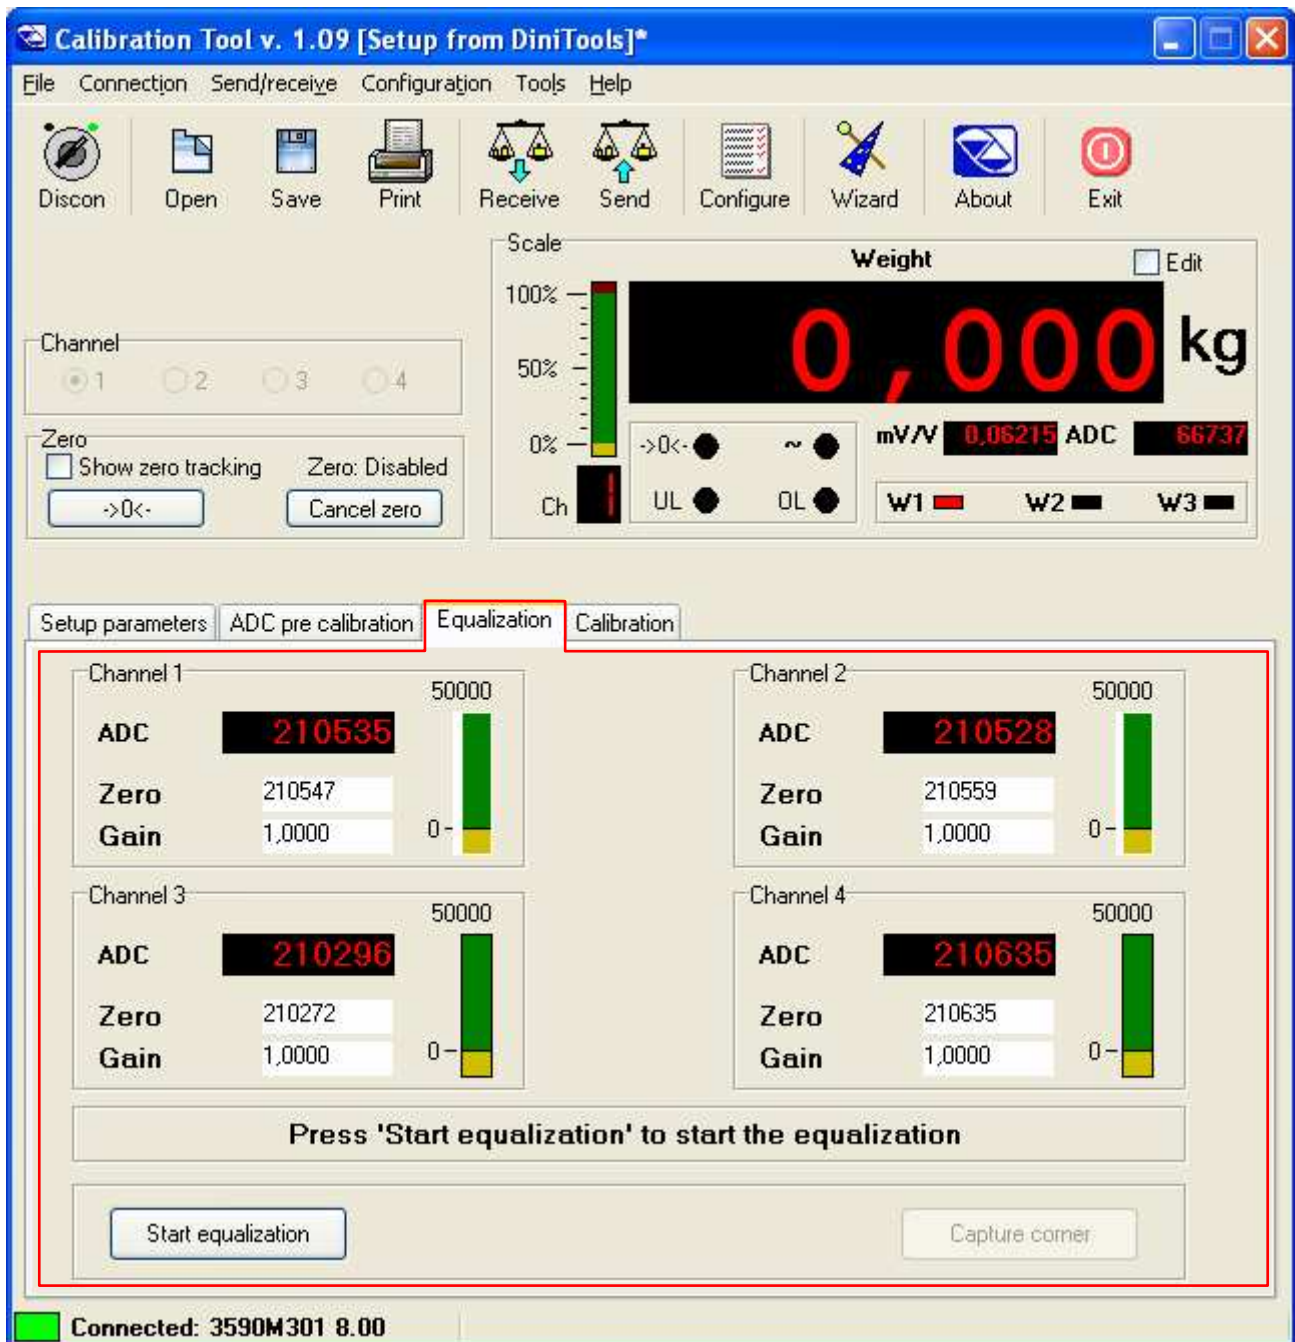 Calibration Tool v. 1.09 [Setup from DiniTools]*
File Connection Send/receive Configuration Tools Help
Discon Open Save Print Receive Send Configure Wizard About Exit
Scale
Weight
Edit
100%
50%
0%
0,000 kg
Channel
1 2 3 4
Zero
Show zero tracking Zero: Disabled
->0<- Cancel zero
Ch 1
->0<- ~
UL OL
mV/V 0,06215 ADC 66737
W1 W2 W3
Setup parameters ADC pre calibration Equalization Calibration
Channel 1
50000
ADC 210535
Zero 210547
Gain 1,0000
0
Channel 2
50000
ADC 210528
Zero 210559
Gain 1,0000
0
Channel 3
50000
ADC 210296
Zero 210272
Gain 1,0000
0
Channel 4
50000
ADC 210635
Zero 210635
Gain 1,0000
0
Press 'Start equalization' to start the equalization
Start equalization Capture corner
Connected: 3590M301 8.00